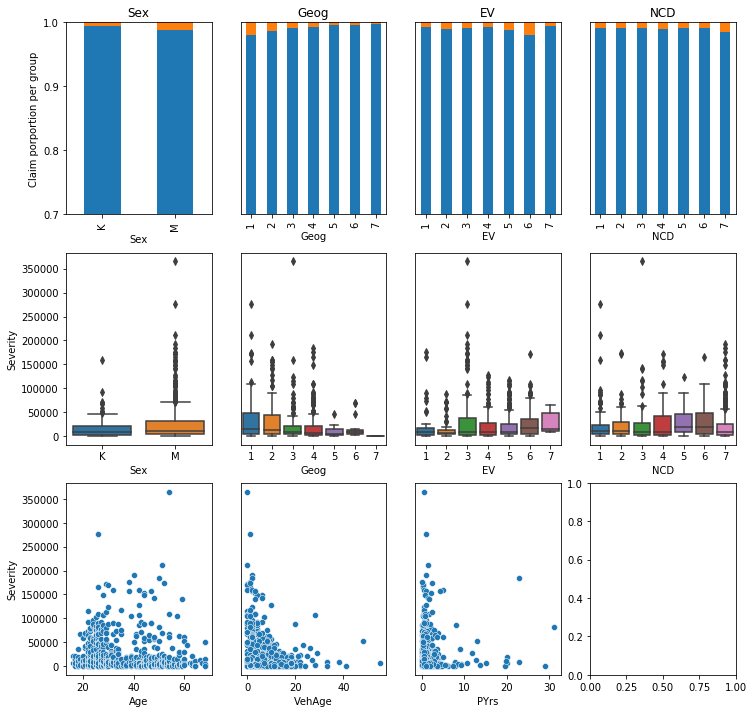 Sex Geog EV NCD
1.0
0.9
0.8
0.7
Claim porportion per group
K M 1 2 3 4 5 6 7 1 2 3 4 5 6 7 1 2 3 4 5 6 7
Sex Geog EV NCD
350000
300000
250000
200000
150000
100000
50000
0
Severity
K M 1 2 3 4 5 6 7 1 2 3 4 5 6 7 1 2 3 4 5 6 7
Sex Geog EV NCD
350000
300000
250000
200000
150000
100000
50000
0
Severity
1.0
0.8
0.6
0.4
0.2
0.0
20 40 60 0 20 40 0 10 20 30 0.00 0.25 0.50 0.75 1.00
Age VehAge PYrs